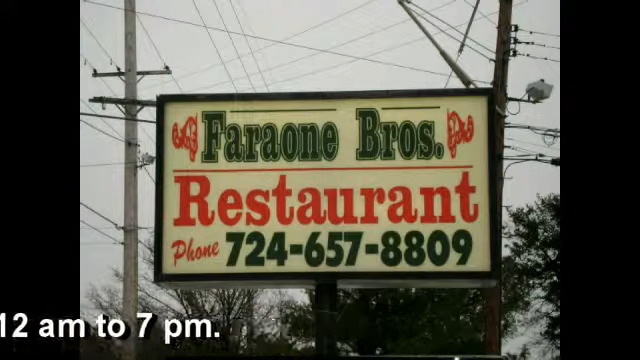 Faraone Bros.
Restaurant
Phone 724-657-8809
12 am to 7 pm.